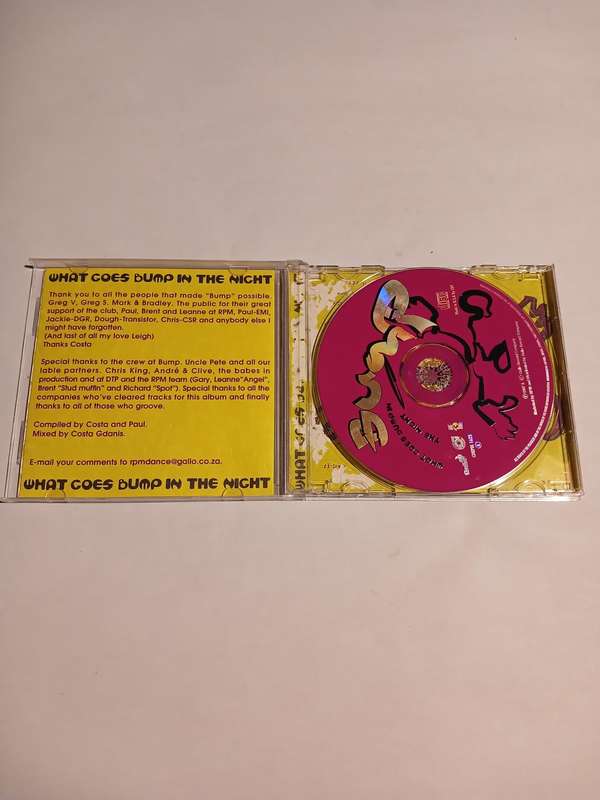 WHAT GOES BUMP IN THE NIGHT
Thank you to all the people that made "Bump" possible.
Greg V, Greg S. Mark & Bradley. The public for their great
support of the club, Paul, Brent and Leanne at RPM, Paul-EMI,
Jackie-DGR, Dough-Transistor, Chris-CSR and anybody else I
might have forgotten.
(And last of all my love Leigh)
Thanks Costa
Special thanks to the crew at Bump. Uncle Pete and all our
lable partners. Chris King, André & Clive, the babes in
production and at DTP and the RPM team (Gary, Leanne"Angel",
Brent "Stud muffin" and Richard "Spot"). Special thanks to all the
companies who've cleared tracks for this album and finally
thanks to all of those who groove.
Compiled by Costa and Paul.
Mixed by Costa Gdanis.
E-mail your comments to rpmdance@gallo.co.za.
WHAT GOES BUMP IN THE NIGHT
BUMP
WHAT GOES BUMP IN
THE NIGHT